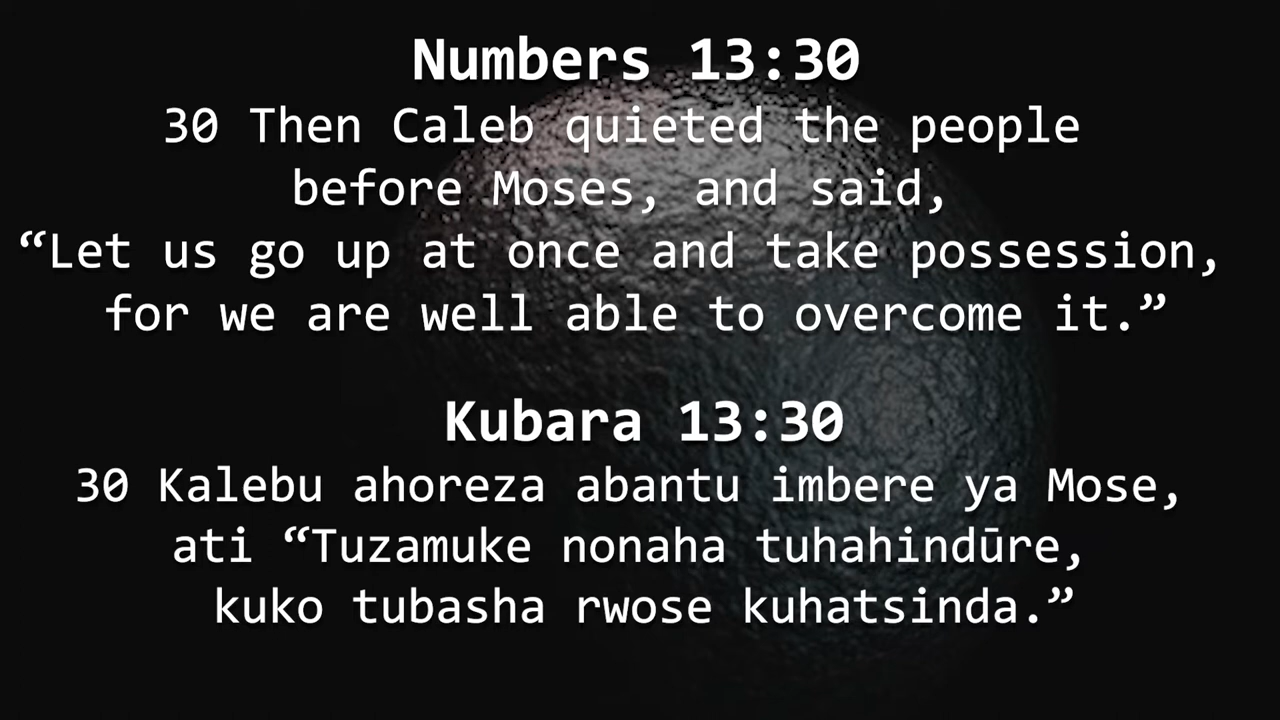 Numbers 13:30
30 Then Caleb quieted the people
before Moses, and said,
“Let us go up at once and take possession,
for we are well able to overcome it.”
Kubara 13:30
30 Kalebu ahoreza abantu imbere ya Mose,
ati “Tuzamuke nonaha tuhahindūre,
kuko tubasha rwose kuhatsinda.”